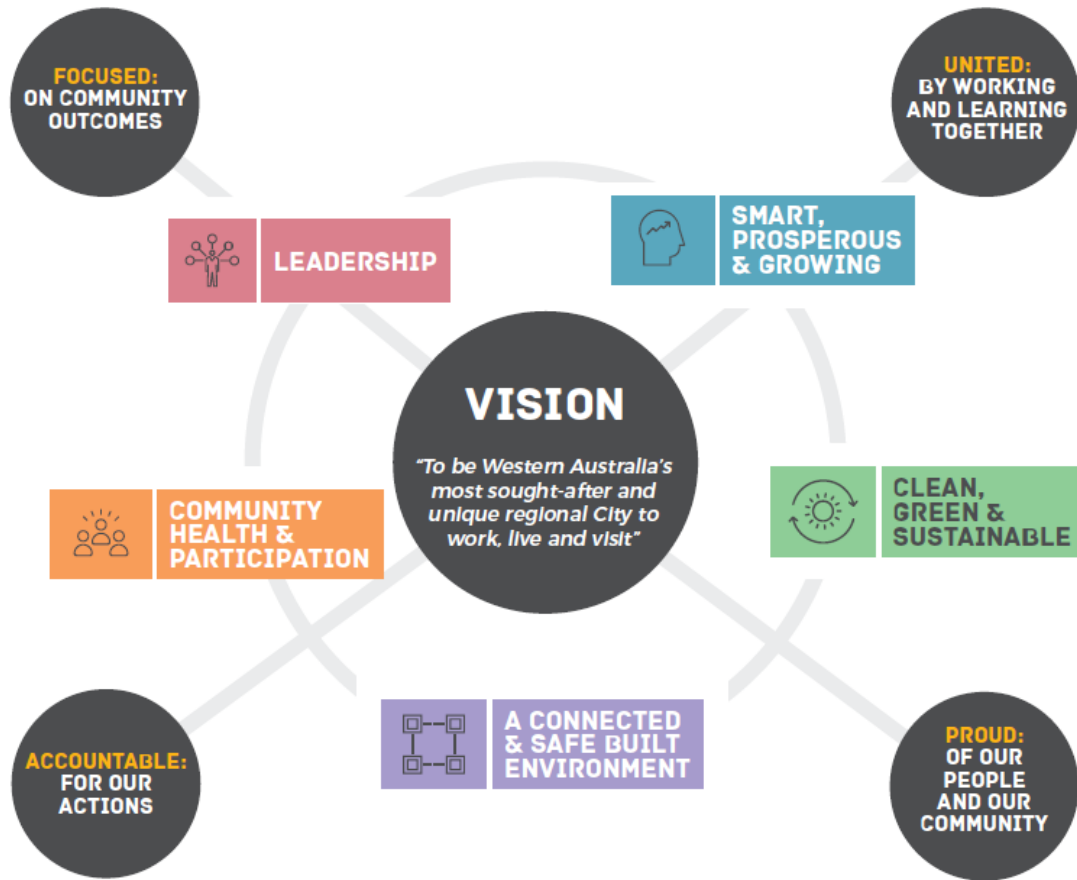 FOCUSED:
ON COMMUNITY
OUTCOMES
UNITED:
BY WORKING
AND LEARNING
TOGETHER
LEADERSHIP
SMART,
PROSPEROUS
& GROWING
VISION
“To be Western Australia’s
most sought-after and
unique regional City to
work, live and visit”
COMMUNITY
HEALTH &
PARTICIPATION
CLEAN,
GREEN &
SUSTAINABLE
A CONNECTED
& SAFE BUILT
ENVIRONMENT
ACCOUNTABLE:
FOR OUR
ACTIONS
PROUD:
OF OUR
PEOPLE
AND OUR
COMMUNITY